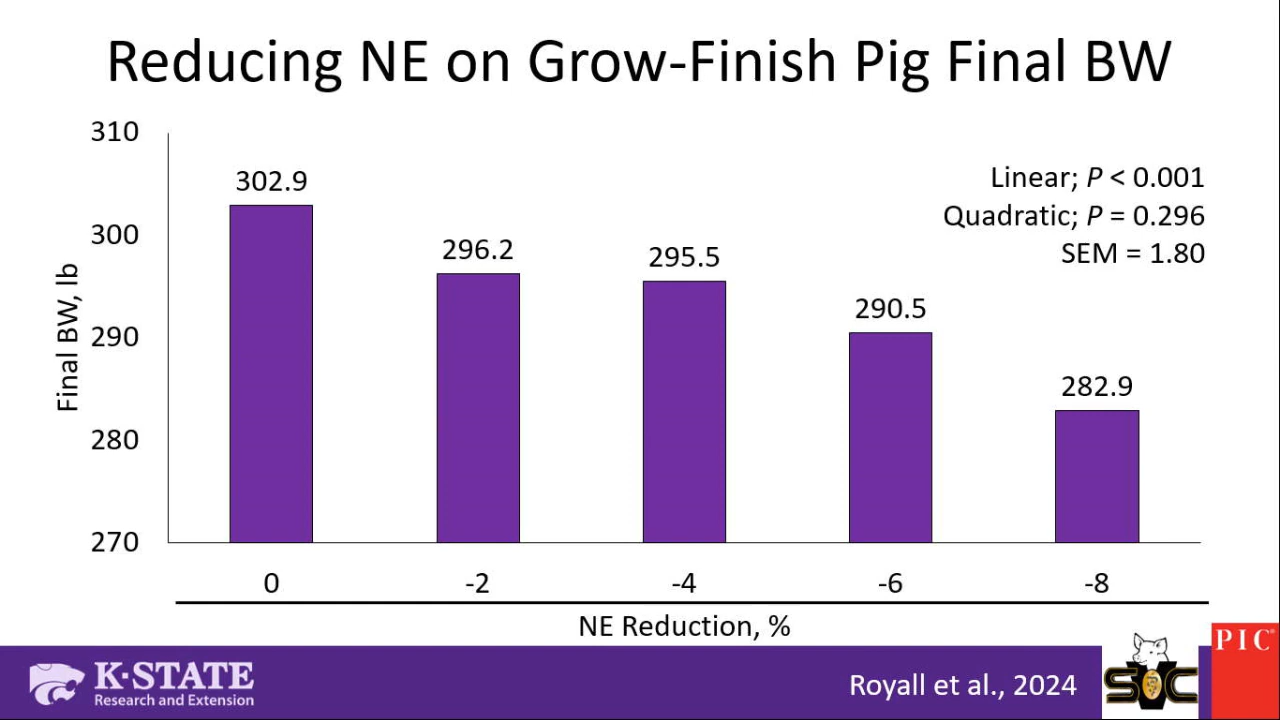 Reducing NE on Grow-Finish Pig Final BW
310
300
290
280
270
Final BW, lb
302.9
296.2
295.5
290.5
282.9
Linear; P < 0.001
Quadratic; P = 0.296
SEM = 1.80
0
-2
-4
-6
-8
NE Reduction, %
K-STATE
Research and Extension
Royall et al., 2024
SVC
PIC